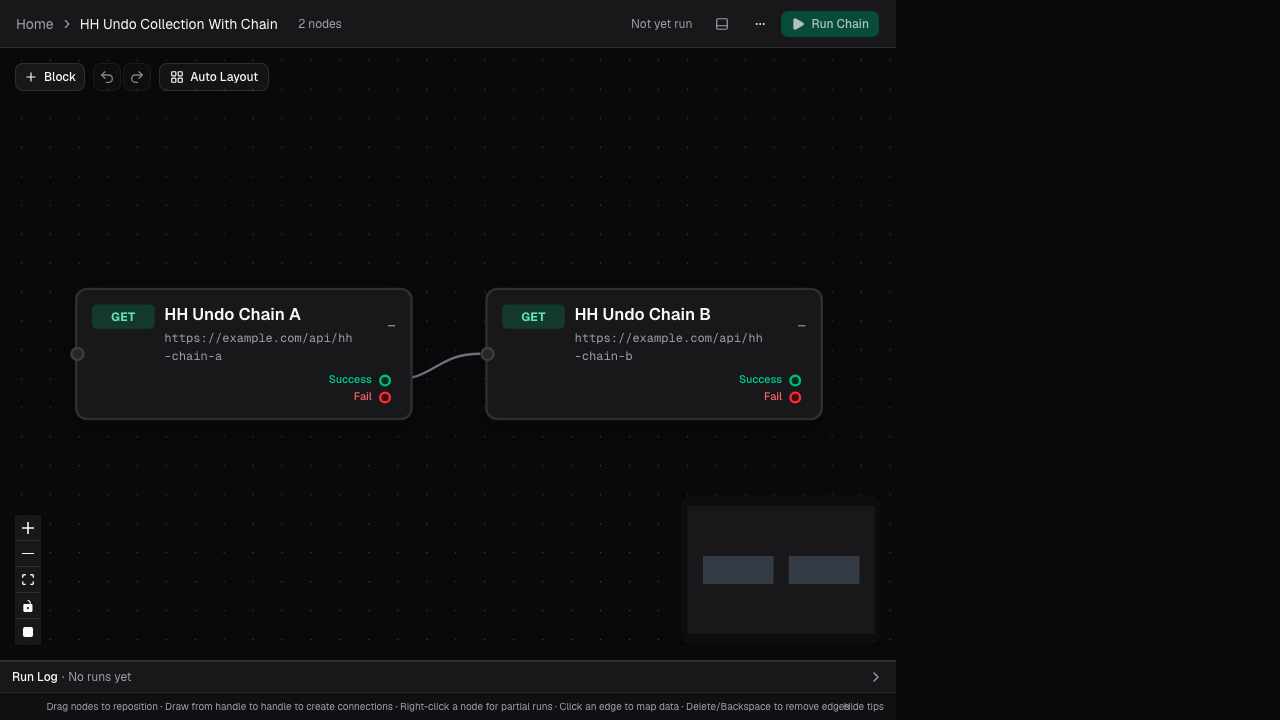 Home > HH Undo Collection With Chain 2 nodes Not yet run ... Run Chain
+ Block Auto Layout
GET HH Undo Chain A
https://example.com/api/hh
-chain-a
Success
Fail
GET HH Undo Chain B
https://example.com/api/hh
-chain-b
Success
Fail
Run Log · No runs yet
Drag nodes to reposition · Draw from handle to handle to create connections · Right-click a node for partial runs · Click an edge to map data · Delete/Backspace to remove edges
Hide tips